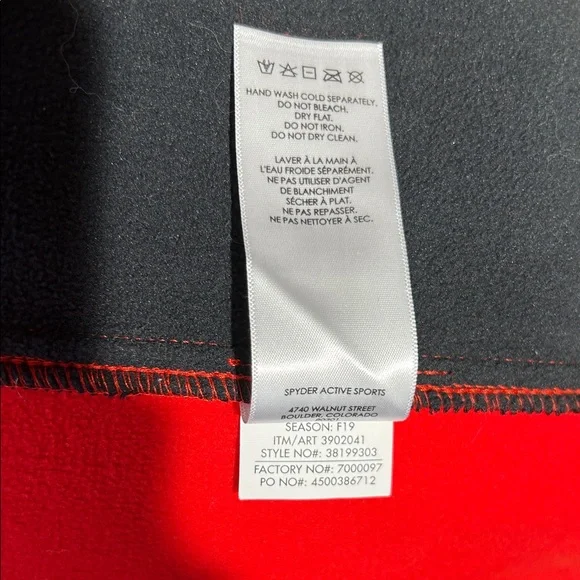 HAND WASH COLD SEPARATELY.
DO NOT BLEACH.
DRY FLAT.
DO NOT IRON.
DO NOT DRY CLEAN.
LAVER À LA MAIN À
L'EAU FROIDE SÉPARÉMENT.
NE PAS UTILISER D'AGENT
DE BLANCHIMENT
SÉCHER À PLAT.
NE PAS REPASSER.
NE PAS NETTOYER À SEC.
SPYDER ACTIVE SPORTS
4740 WALNUT STREET
BOULDER, COLORADO
SEASON: F19
ITM/ART 3902041
STYLE NO#: 38199303
FACTORY NO#: 7000097
PO NO#: 4500386712